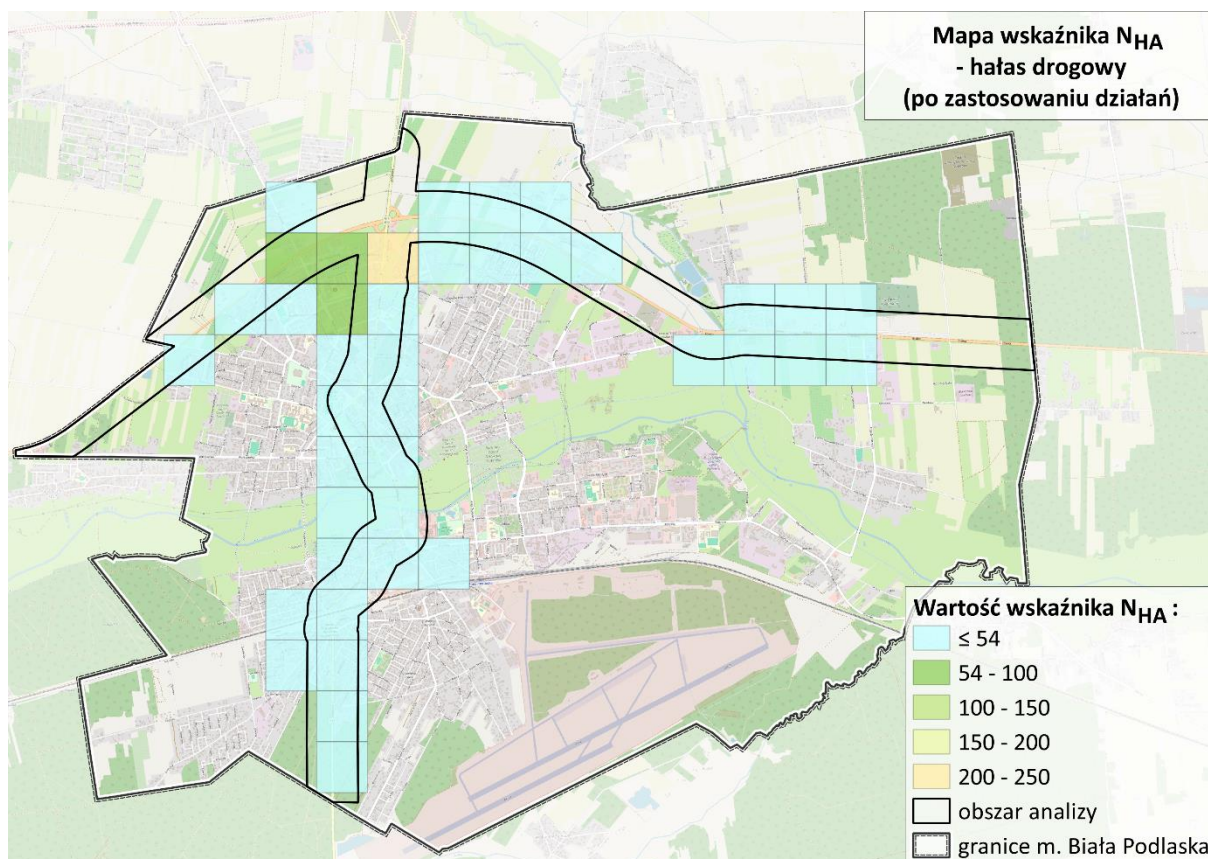 Mapa wskaźnika NHA
- hałas drogowy
(po zastosowaniu działań)
Wartość wskaźnika NHA :
≤ 54
54 - 100
100 - 150
150 - 200
200 - 250
obszar analizy
granice m. Biała Podlaska